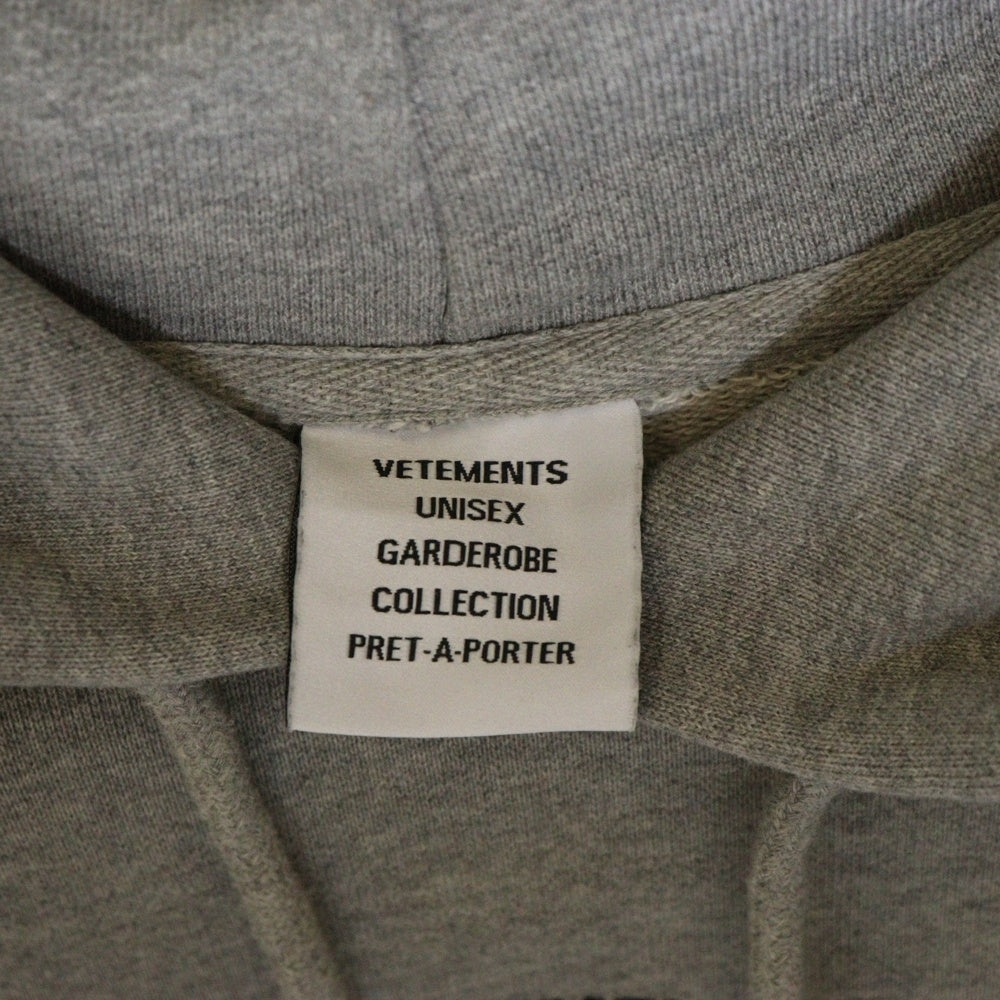 VETEMENTS
UNISEX
GARDEROBE
COLLECTION
PRET-A-PORTER